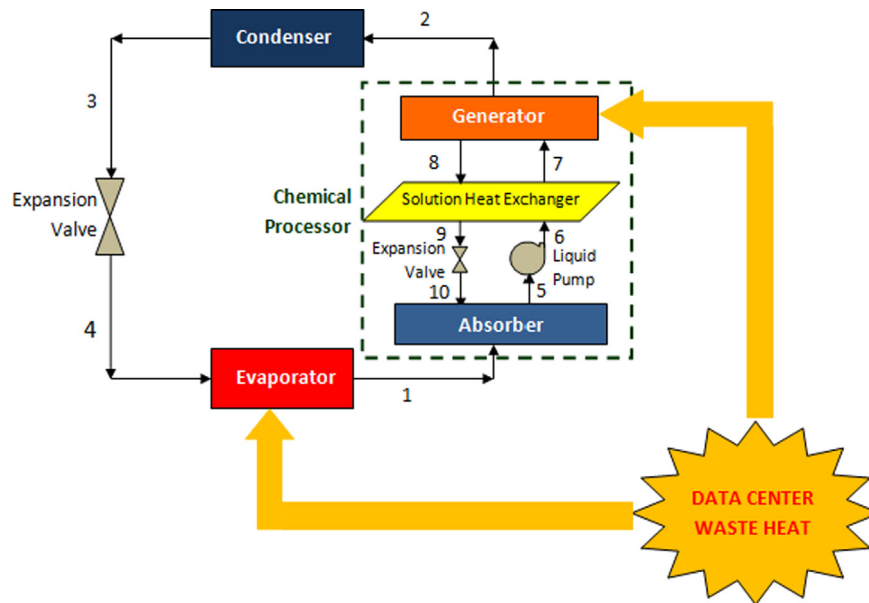 2
Condenser
3
Generator
8
7
Chemical
Processor
Solution Heat Exchanger
Expansion
Valve
9
6
Expansion
Valve
Liquid
Pump
10
5
4
Absorber
Evaporator
1
DATA CENTER
WASTE HEAT